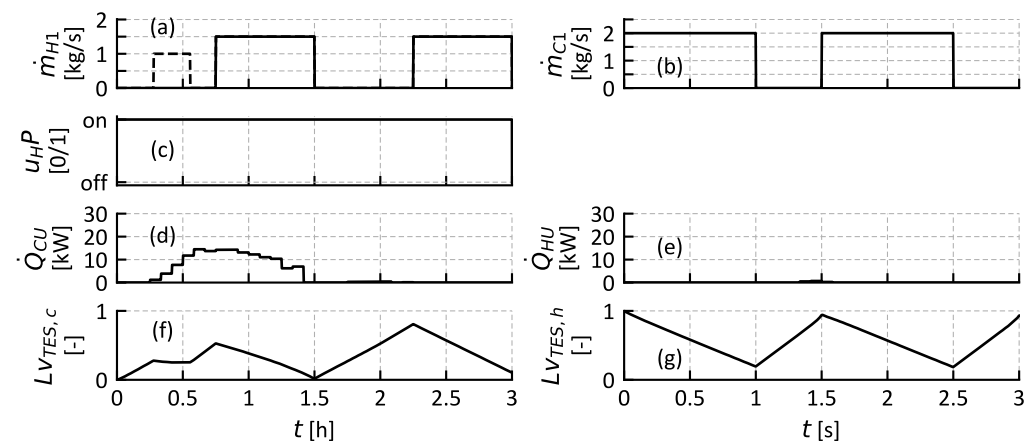 ṁ_H1 [kg/s]
2
1
0
(a)
ṁ_C1 [kg/s]
2
1
0
(b)
u_HP [0/1]
on
off
(c)
Q̇_CU [kW]
30
20
10
0
(d)
Q̇_HU [kW]
30
20
10
0
(e)
Lv_TES, c [-]
1
0
(f)
0 0.5 1 1.5 2 2.5 3
t [h]
Lv_TES, h [-]
1
0
(g)
0 0.5 1 1.5 2 2.5 3
t [s]